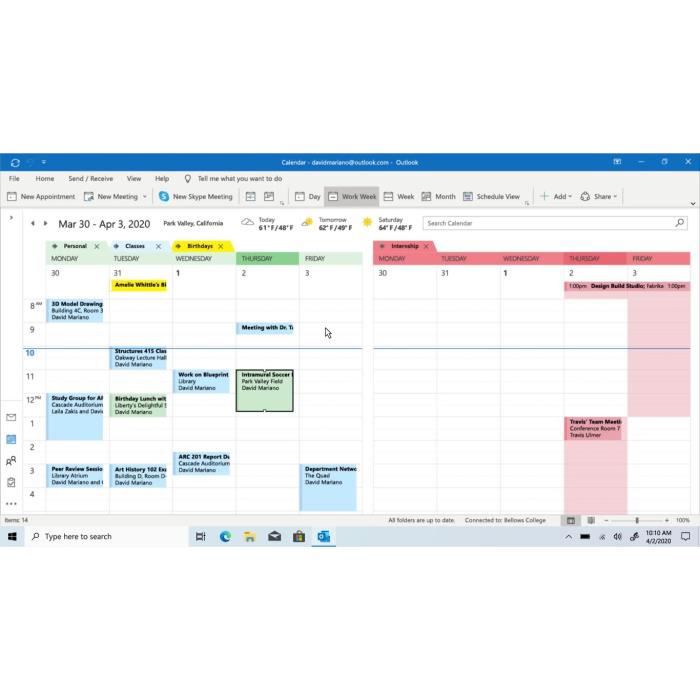 Calendar - davidmariano@outlook.com - Outlook
File Home Send / Receive View Help Tell me what you want to do
New Appointment New Meeting New Skype Meeting Day Work Week Week Month Schedule View Add Share
Mar 30 - Apr 3, 2020 Park Valley, California Today 61°F/48°F Tomorrow 62°F/49°F Saturday 64°F/48°F Search Calendar
Personal Classes Birthdays Internship
MONDAY TUESDAY WEDNESDAY THURSDAY FRIDAY MONDAY TUESDAY WEDNESDAY THURSDAY FRIDAY
30 31 1 2 3 30 31 1 2 3
Amelie Whittle's Bi 1:00pm Design Build Studio; Fabrika 1:00pm
8 AM
3D Model Drawing
Building 4C, Room 3
David Mariano
9 Meeting with Dr. T
10
Structures 415 Clas
Oakway Lecture Hall
David Mariano
11
Work on Blueprint
Library
David Mariano
Intramural Soccer
Park Valley Field
David Mariano
12 PM
Study Group for Af
Cascade Auditorium
Laila Zakis and Davi
Birthday Lunch wit
Liberty's Delightful
David Mariano
1
Travis' Team Meeti
Conference Room 7
Travis Ulmer
2
ARC 201 Report Du
Cascade Auditorium
David Mariano
3
Peer Review Sessio
Library Atrium
David Mariano and
Art History 102 Exa
Building D, Room D
David Mariano
Department Netwo
The Quad
David Mariano
4
Items: 14 All folders are up to date. Connected to: Bellows College 100%
Type here to search 10:10 AM
4/2/2020